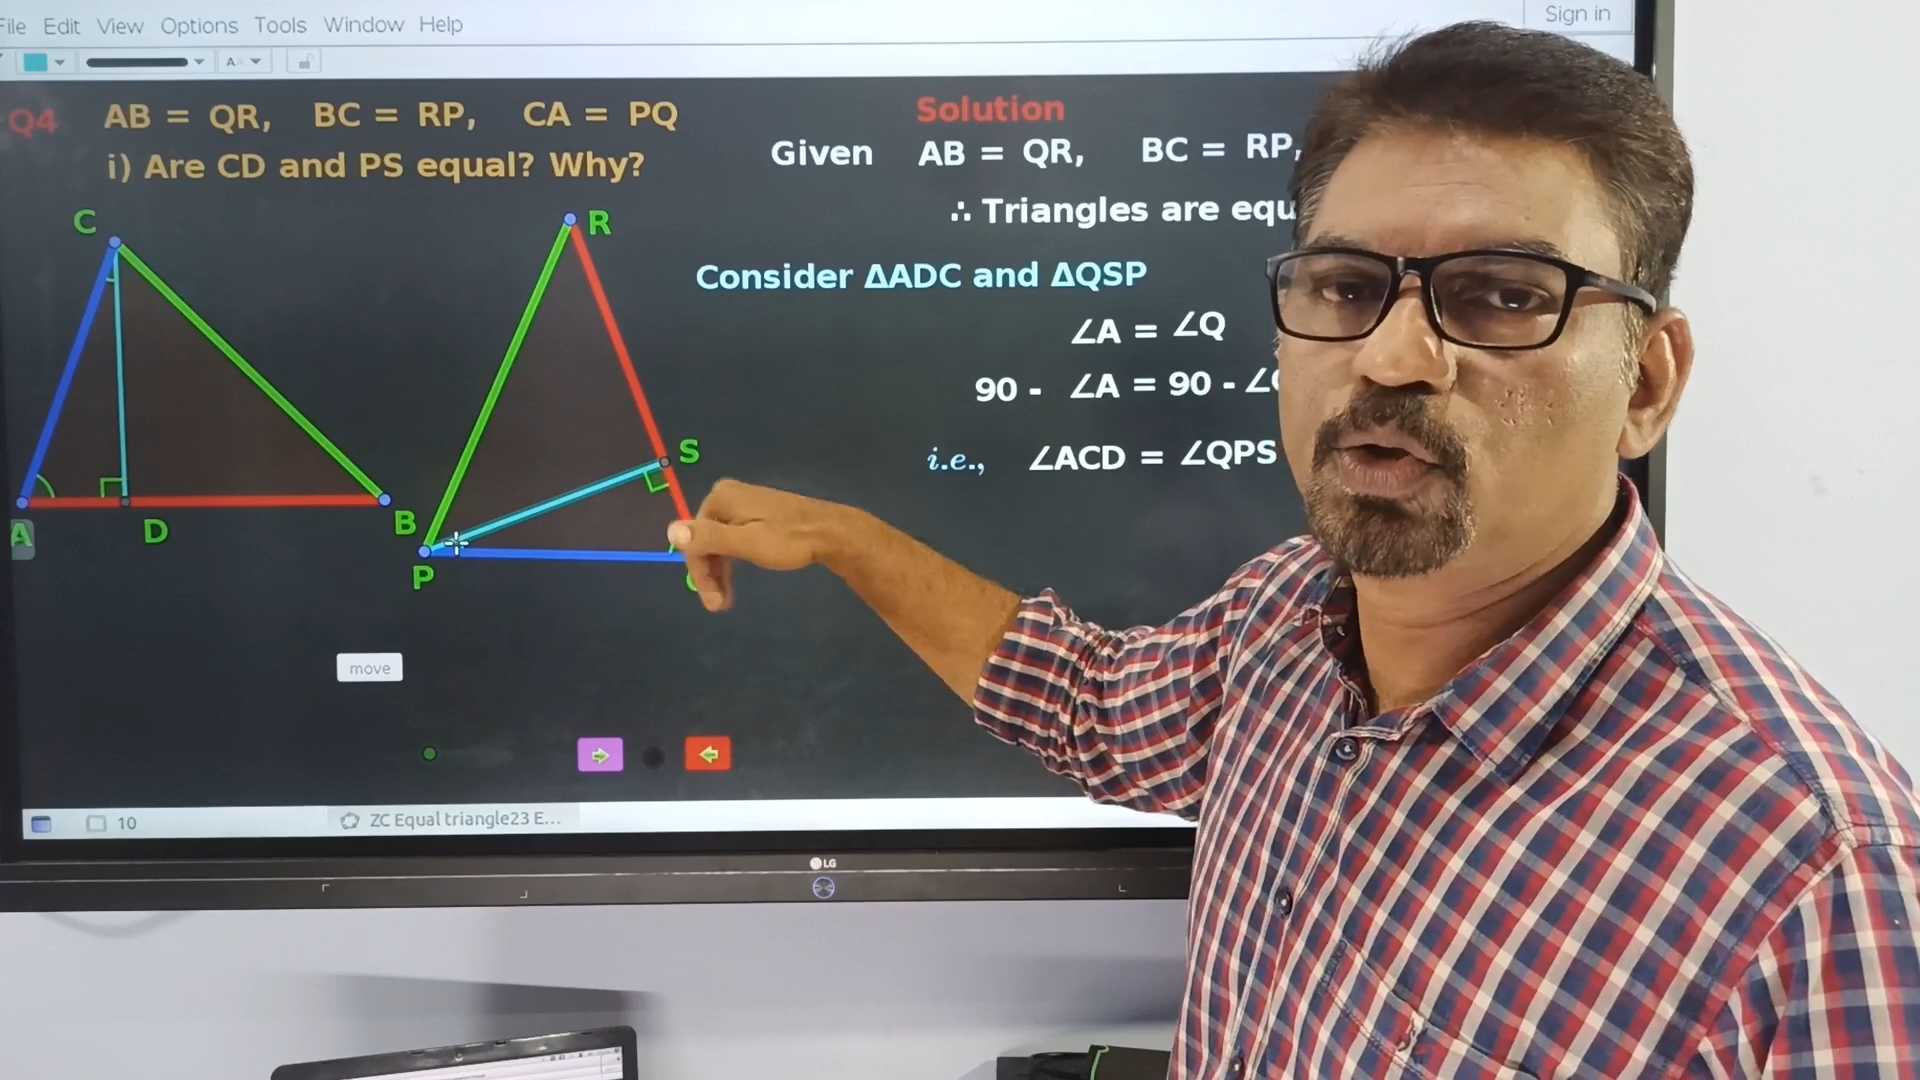 File Edit View Options Tools Window Help
Sign in
Q4 AB = QR, BC = RP, CA = PQ
i) Are CD and PS equal? Why?
Solution
Given AB = QR, BC = RP,
∴ Triangles are equ
Consider ΔADC and ΔQSP
∠A = ∠Q
90 - ∠A = 90 - ∠
i.e., ∠ACD = ∠QPS
C
R
S
A
D
B
P
move
10
ZC Equal triangle23 E...
LG